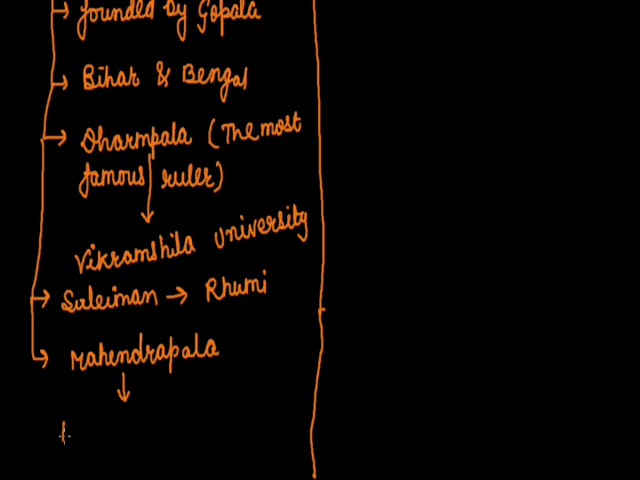 founded by Gopala
Bihar & Bengal
Dharmpala (The most
famous ruler)
Vikramshila University
Suleiman → Rhumi
Mahendrapala